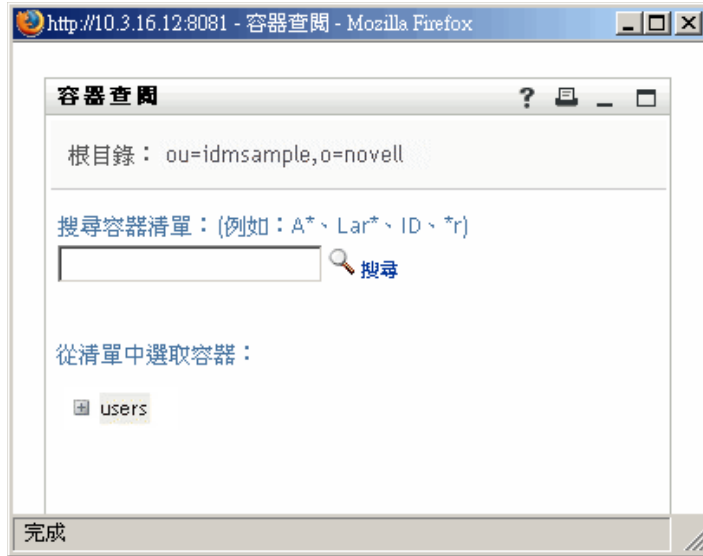 http://10.3.16.12:8081 - 容器查閱 - Mozilla Firefox
容器查閱
根目錄： ou=idmsample,o=novell
搜尋容器清單：(例如：A*、Lar*、ID、*r)
搜尋
從清單中選取容器：
users
完成